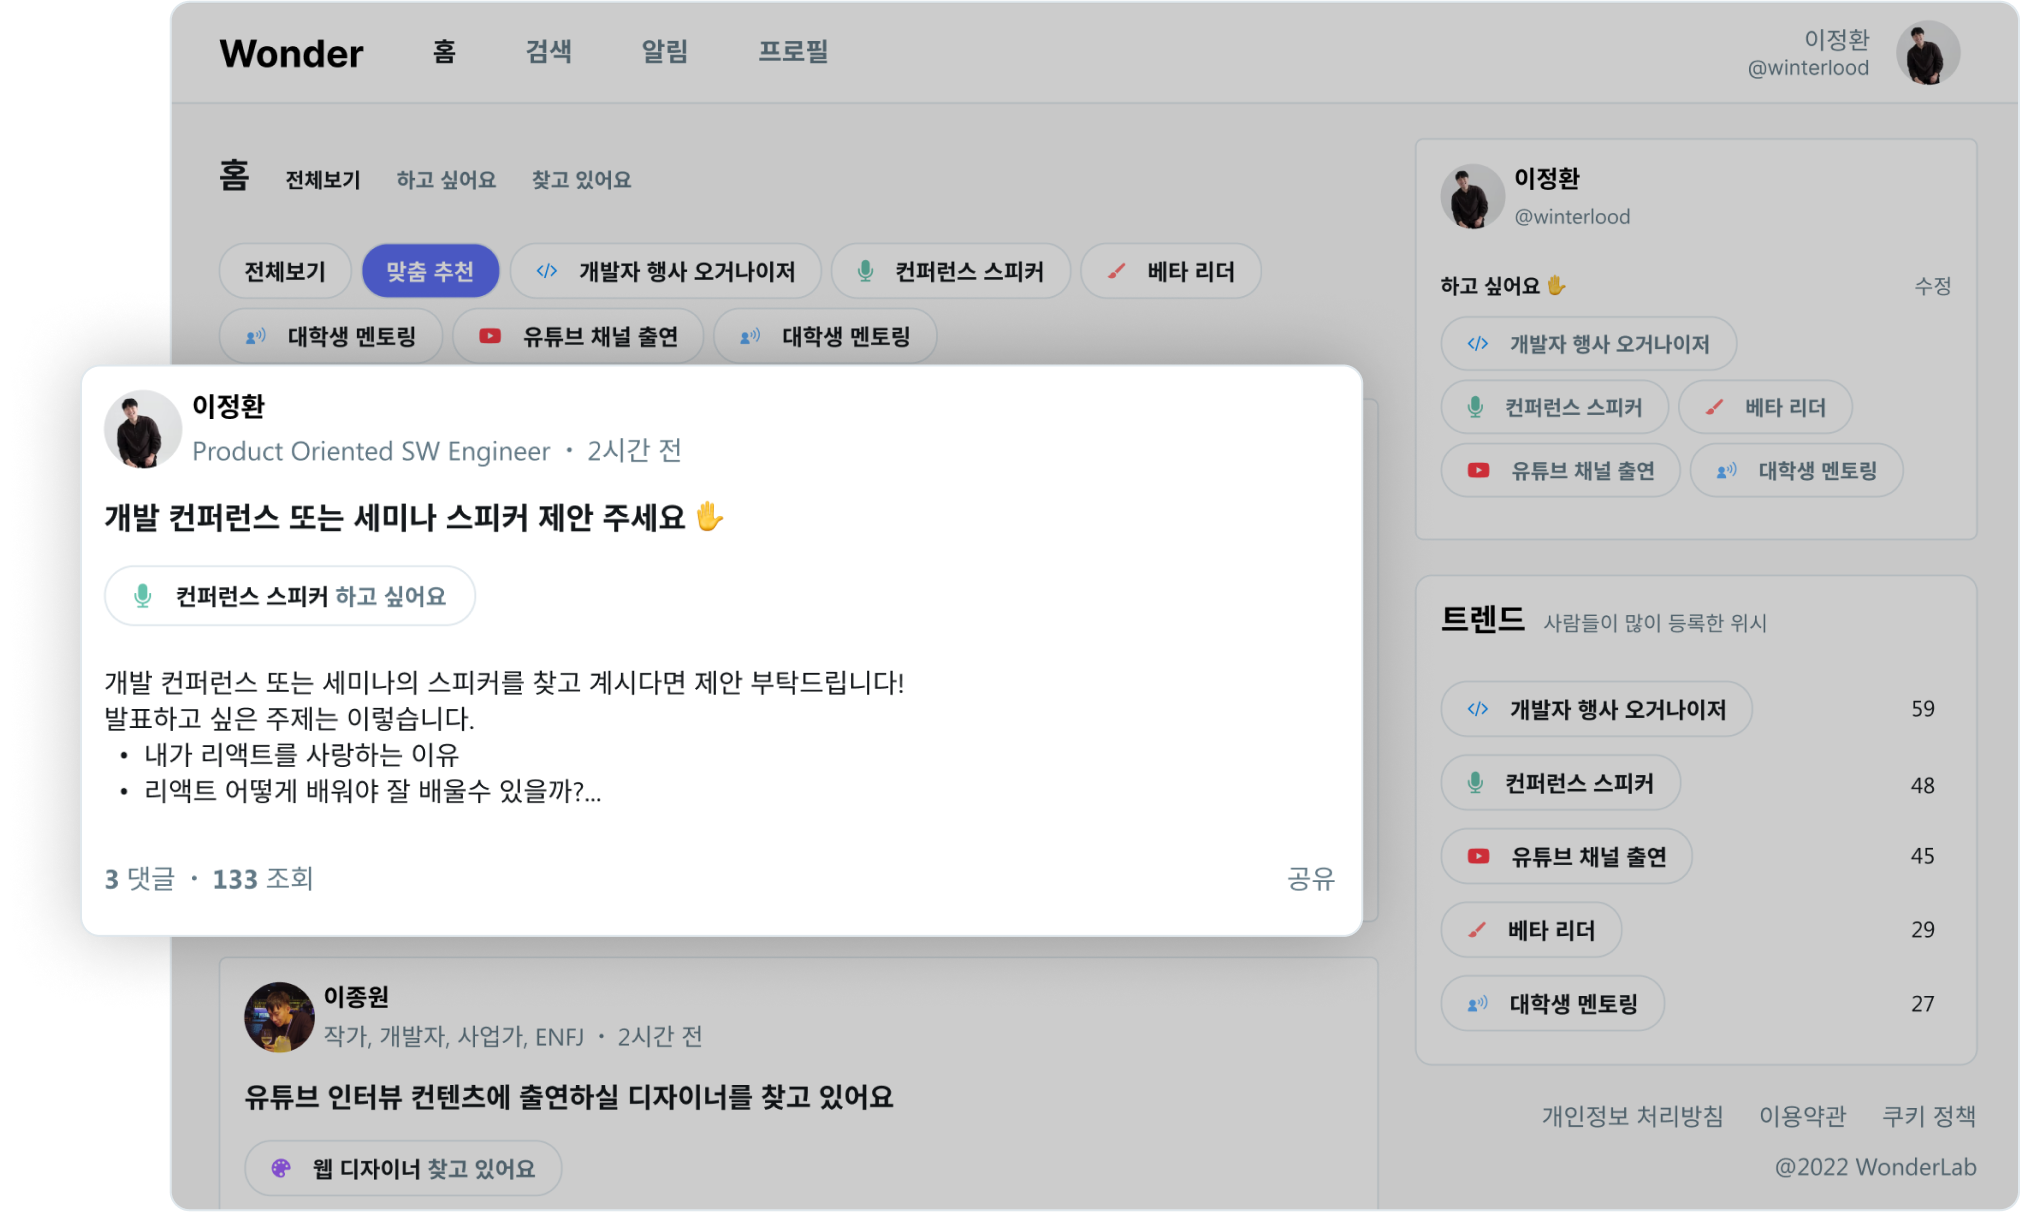 Wonder 홈 검색 알림 프로필
이정환
@winterlood
홈 전체보기 하고 싶어요 찾고 있어요
전체보기 맞춤 추천 개발자 행사 오거나이저 컨퍼런스 스피커 베타 리더
대학생 멘토링 유튜브 채널 출연 대학생 멘토링
이정환
Product Oriented SW Engineer · 2시간 전
개발 컨퍼런스 또는 세미나 스피커 제안 주세요✋
컨퍼런스 스피커 하고 싶어요
개발 컨퍼런스 또는 세미나의 스피커를 찾고 계시다면 제안 부탁드립니다!
발표하고 싶은 주제는 이렇습니다.
• 내가 리액트를 사랑하는 이유
• 리액트 어떻게 배워야 잘 배울수 있을까?...
3 댓글 · 133 조회 공유
이종원
작가, 개발자, 사업가, ENFJ · 2시간 전
유튜브 인터뷰 컨텐츠에 출연하실 디자이너를 찾고 있어요
웹 디자이너 찾고 있어요
이정환
@winterlood
하고 싶어요✋ 수정
개발자 행사 오거나이저
컨퍼런스 스피커 베타 리더
유튜브 채널 출연 대학생 멘토링
트렌드 사람들이 많이 등록한 위시
개발자 행사 오거나이저 59
컨퍼런스 스피커 48
유튜브 채널 출연 45
베타 리더 29
대학생 멘토링 27
개인정보 처리방침 이용약관 쿠키 정책
@2022 WonderLab